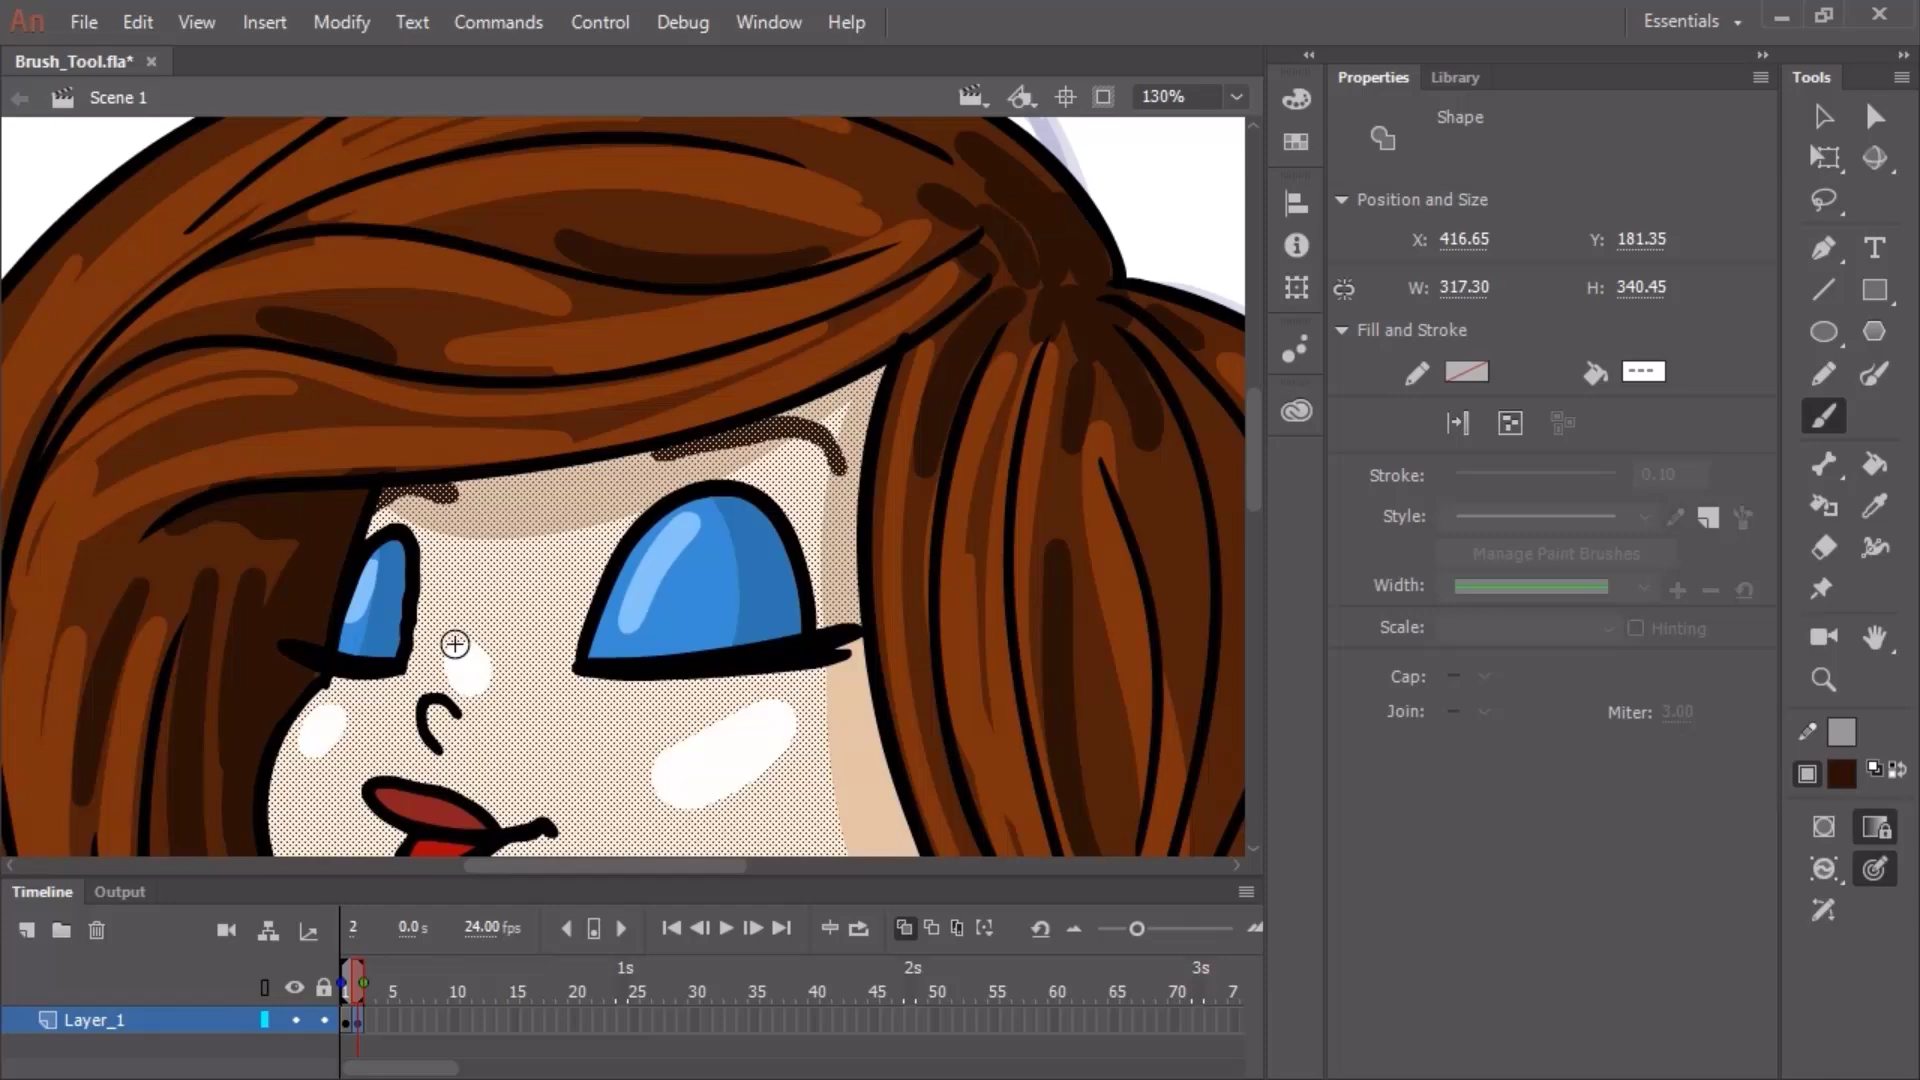 An File Edit View Insert Modify Text Commands Control Debug Window Help Essentials
Brush_Tool.fla*
Scene 1 130%
Properties Library Tools
Shape
Position and Size
X: 416.65 Y: 181.35
W: 317.30 H: 340.45
Fill and Stroke
Stroke: 0.10
Style:
Manage Paint Brushes
Width:
Scale: Hinting
Cap:
Join: Miter: 3.00
Timeline Output
2 0.0 s 24.00 fps
1s 2s 3s
1 5 10 15 20 25 30 35 40 45 50 55 60 65 70 7
Layer_1